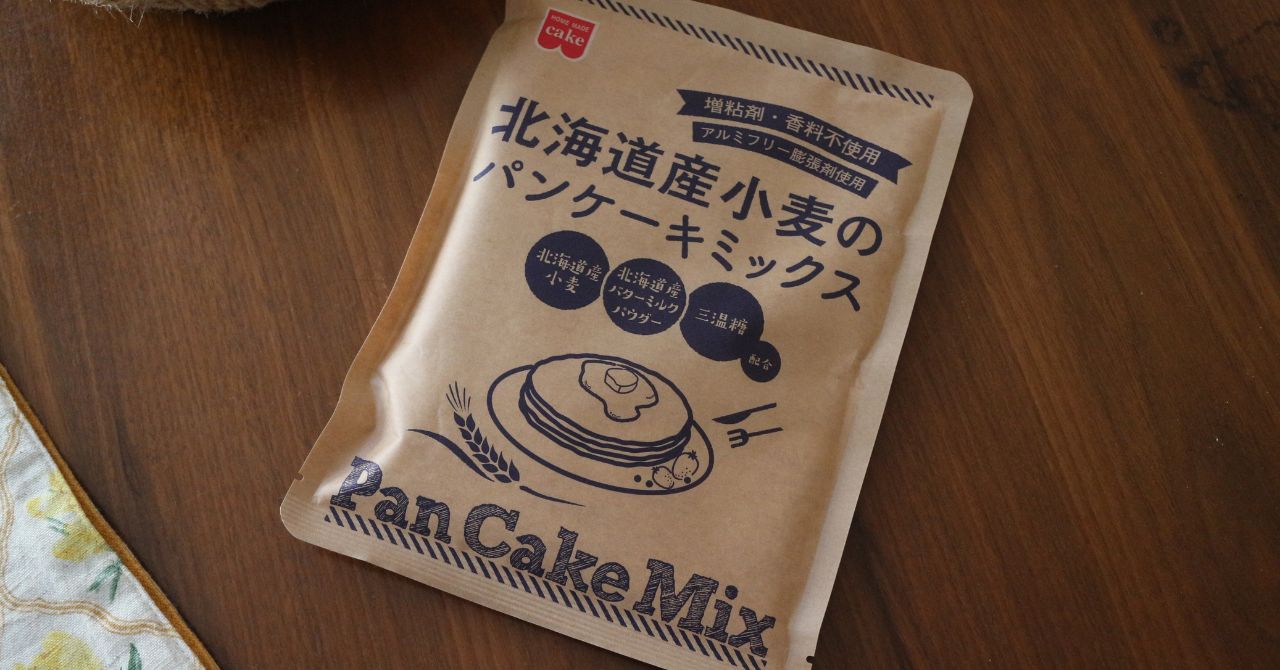 HOME MADE
cake
増粘剤・香料不使用
アルミフリー膨張剤使用
北海道産小麦の
パンケーキミックス
北海道産
小麦
北海道産
バターミルク
パウダー
三温糖
配合
Pan Cake Mix